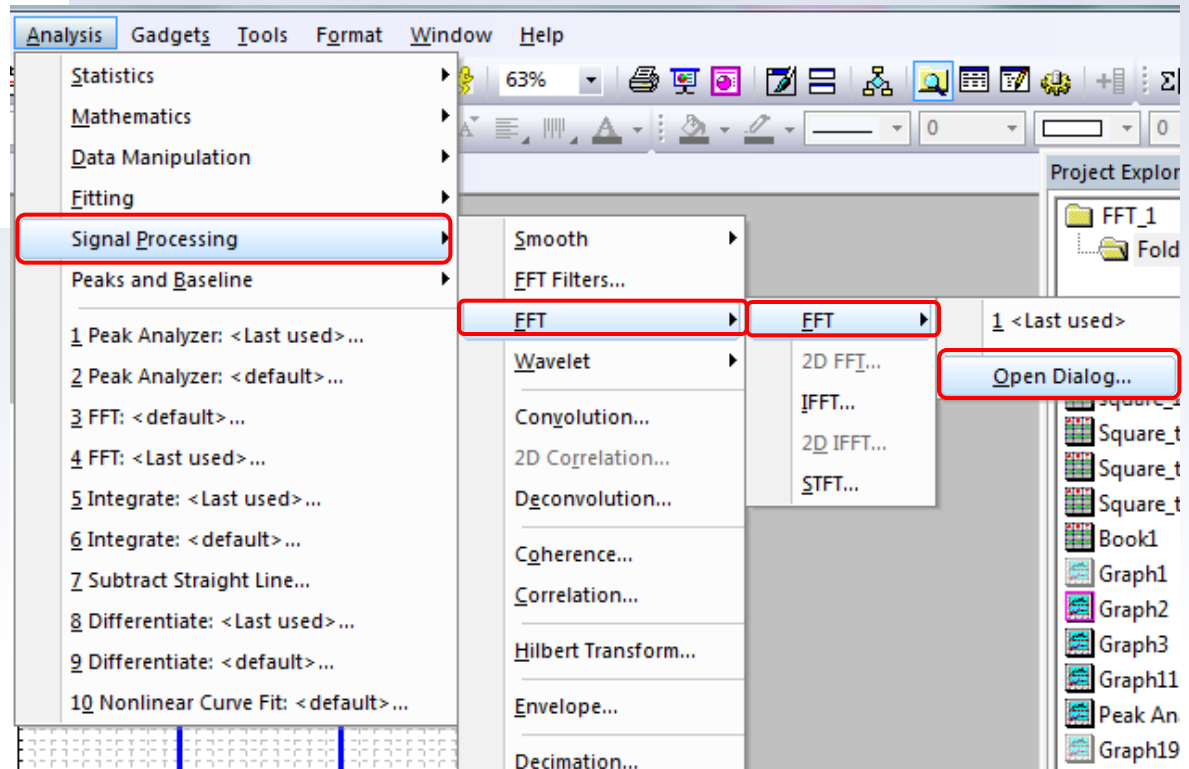 Analysis Gadgets Tools Format Window Help
63%
0
0
Statistics
Mathematics
Data Manipulation
Fitting
Signal Processing
Peaks and Baseline
1 Peak Analyzer: <Last used>...
2 Peak Analyzer: <default>...
3 FFT: <default>...
4 FFT: <Last used>...
5 Integrate: <Last used>...
6 Integrate: <default>...
7 Subtract Straight Line...
8 Differentiate: <Last used>...
9 Differentiate: <default>...
10 Nonlinear Curve Fit: <default>...
Smooth
FFT Filters...
FFT
Wavelet
Convolution...
2D Correlation...
Deconvolution...
Coherence...
Correlation...
Hilbert Transform...
Envelope...
Decimation...
FFT
2D FFT...
IFFT...
2D IFFT...
STFT...
1 <Last used>
Open Dialog...
Project Explor
FFT_1
Fold
Square_t
Square_t
Square_t
Book1
Graph1
Graph2
Graph3
Graph11
Peak An
Graph19